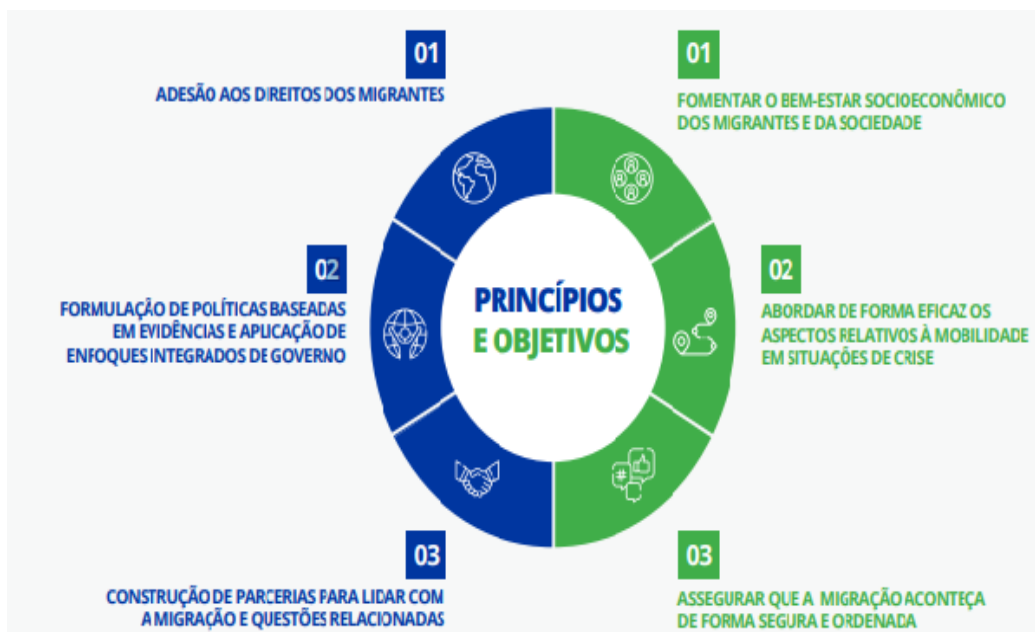 01
ADESÃO AOS DIREITOS DOS MIGRANTES
02
FORMULAÇÃO DE POLÍTICAS BASEADAS
EM EVIDÊNCIAS E APLICAÇÃO DE
ENFOQUES INTEGRADOS DE GOVERNO
03
CONSTRUÇÃO DE PARCERIAS PARA LIDAR COM
A MIGRAÇÃO E QUESTÕES RELACIONADAS
PRINCÍPIOS
E OBJETIVOS
01
FOMENTAR O BEM-ESTAR SOCIOECONÔMICO
DOS MIGRANTES E DA SOCIEDADE
02
ABORDAR DE FORMA EFICAZ OS
ASPECTOS RELATIVOS À MOBILIDADE
EM SITUAÇÕES DE CRISE
#
03
ASSEGURAR QUE A MIGRAÇÃO ACONTEÇA
DE FORMA SEGURA E ORDENADA